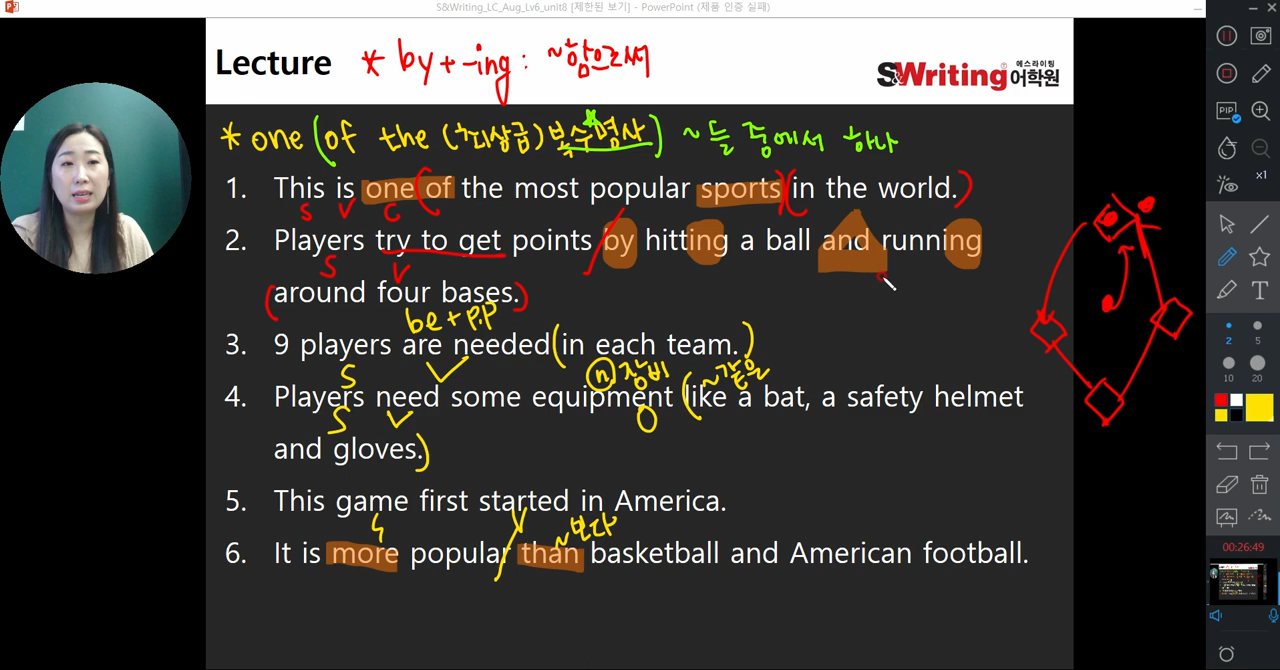 S&Writing_LC_Aug_Lv6_unit8 [제한된 보기] - PowerPoint (제품 인증 실패)
Lecture * by + -ing : ~함으로써
S&Writing 에스라이팅 어학원
* one (of the (최상급) 복수명사) ~들 중에서 하나
1. This is one (of the most popular sports) (in the world.)
S V C
2. Players try to get points / by hitting a ball and running
S V
(around four bases.)
be + p.p
3. 9 players are needed (in each team.)
S V
ⓝ 장비 ~같은
4. Players need some equipment (like a bat, a safety helmet
S V O
and gloves.)
5. This game first started in America.
S V
~보다
6. It is more popular / than basketball and American football.
PIP
x1
T
2 5
10 20
00:26:49